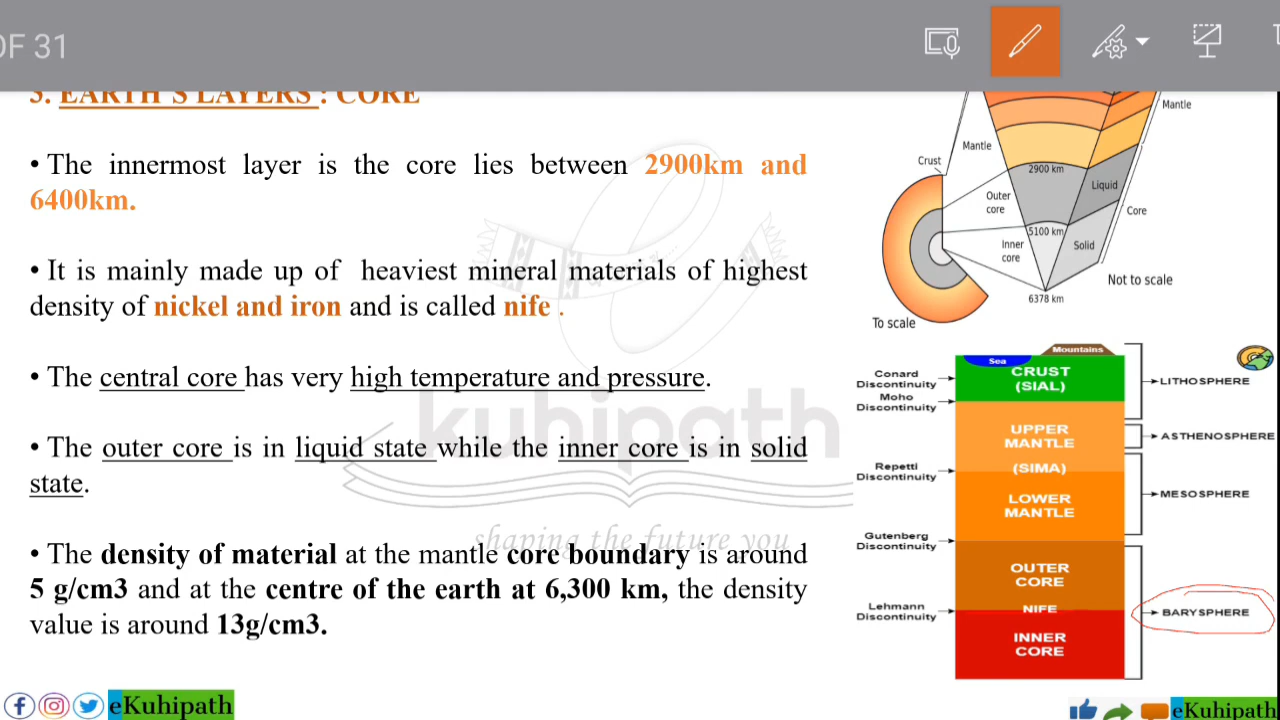 OF 31
3. EARTH'S LAYERS : CORE
• The innermost layer is the core lies between 2900km and
6400km.
• It is mainly made up of heaviest mineral materials of highest
density of nickel and iron and is called nife .
• The central core has very high temperature and pressure.
• The outer core is in liquid state while the inner core is in solid
state.
• The density of material at the mantle core boundary is around
5 g/cm3 and at the centre of the earth at 6,300 km, the density
value is around 13g/cm3.
kuhipath
shaping the future you
Mantle
Mantle
Crust
2900 km
Liquid
Outer
core
Core
5100 km
Inner
core
Solid
6378 km
Not to scale
To scale
Mountains
Sea
CRUST
(SIAL)
Conard
Discontinuity
Moho
Discontinuity
LITHOSPHERE
UPPER
MANTLE
ASTHENOSPHERE
(SIMA)
Repetti
Discontinuity
LOWER
MANTLE
MESOSPHERE
Gutenberg
Discontinuity
OUTER
CORE
NIFE
Lehmann
Discontinuity
BARYSPHERE
INNER
CORE
eKuhipath
eKuhipath